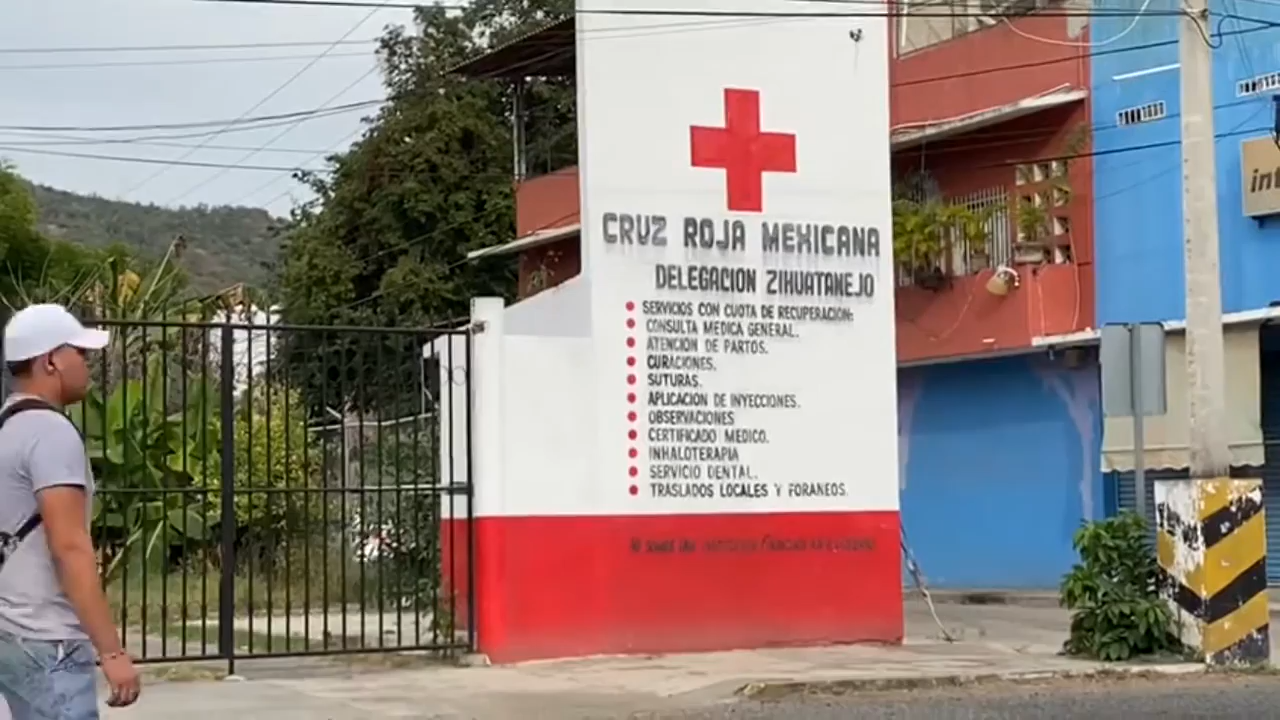 CRUZ ROJA MEXICANA
DELEGACION ZIHUATANEJO
SERVICIOS CON CUOTA DE RECUPERACION:
CONSULTA MEDICA GENERAL.
ATENCION DE PARTOS.
CURACIONES.
SUTURAS.
APLICACION DE INYECCIONES.
OBSERVACIONES
CERTIFICADO MEDICO.
INHALOTERAPIA
SERVICIO DENTAL.
TRASLADOS LOCALES Y FORANEOS.
int